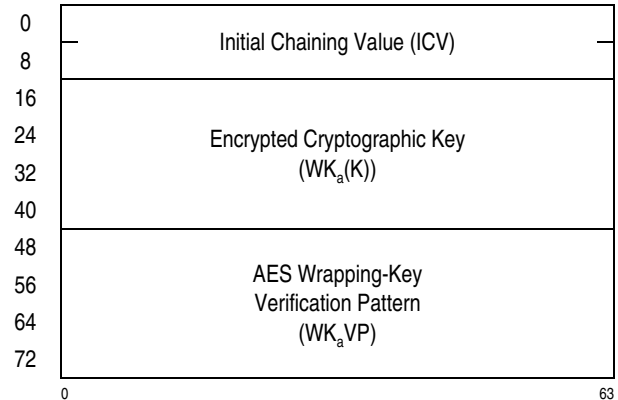 0
Initial Chaining Value (ICV)
8
16
24
Encrypted Cryptographic Key
32
(WKa(K))
40
48
56
AES Wrapping-Key
Verification Pattern
64
(WKaVP)
72
0 63